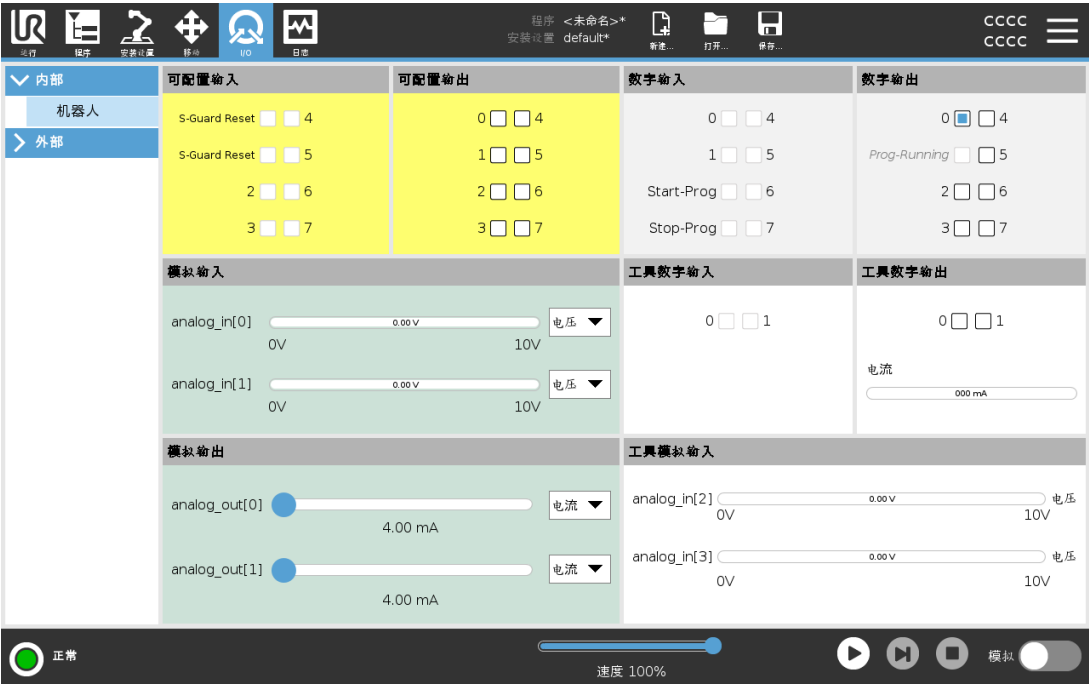 程序 <未命名>*
安装设置 default*
CCCC
CCCC
运行 程序 安装设置 移动 I/O 日志 新建... 打开... 保存...
内部
机器人
外部
可配置输入 可配置输出 数字输入 数字输出
S-Guard Reset 4 0 4 0 4 0 4
S-Guard Reset 5 1 5 1 5 Prog-Running 5
2 6 2 6 Start-Prog 6 2 6
3 7 3 7 Stop-Prog 7 3 7
模拟输入 工具数字输入 工具数字输出
analog_in[0] 0.00 V 电压 0 1 0 1
0V 10V
电流
analog_in[1] 0.00 V 电压 000 mA
0V 10V
模拟输出 工具模拟输入
analog_out[0] 电流 analog_in[2] 0.00 V 电压
4.00 mA 0V 10V
analog_out[1] 电流 analog_in[3] 0.00 V 电压
4.00 mA 0V 10V
正常 速度 100% 模拟